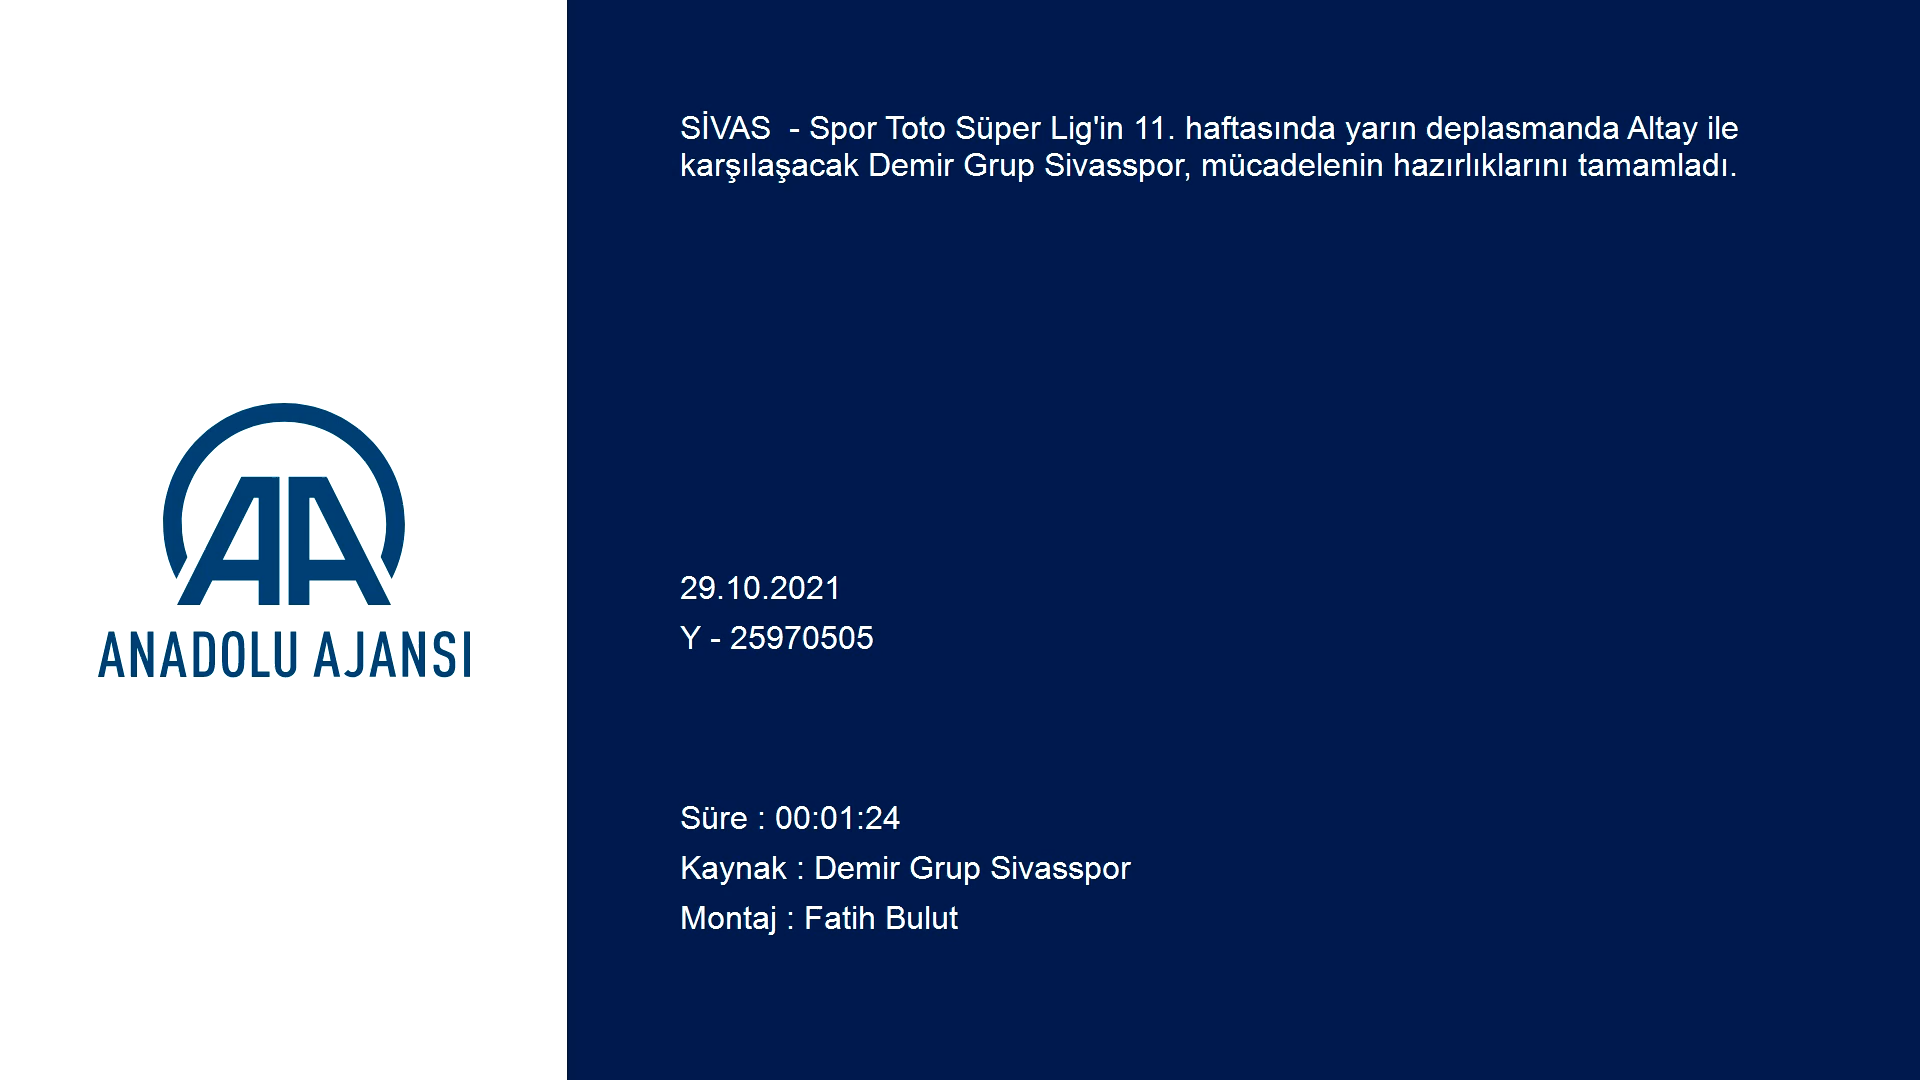 SİVAS  - Spor Toto Süper Lig'in 11. haftasında yarın deplasmanda Altay ile
karşılaşacak Demir Grup Sivasspor, mücadelenin hazırlıklarını tamamladı.
AA
ANADOLU AJANSI
29.10.2021
Y - 25970505
Süre : 00:01:24
Kaynak : Demir Grup Sivasspor
Montaj : Fatih Bulut